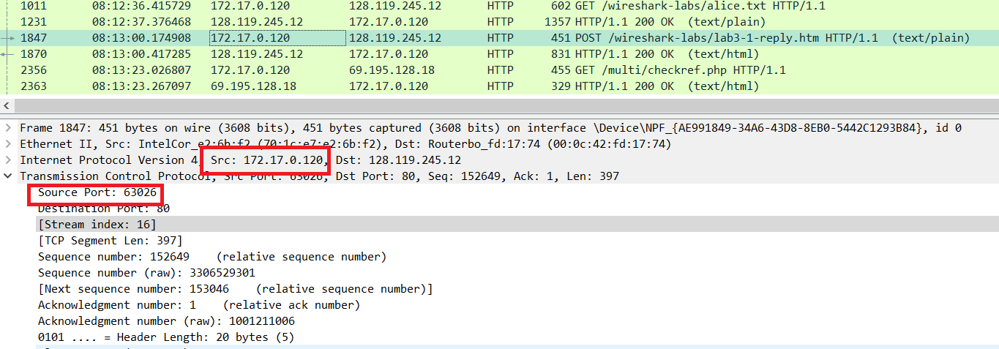 1011 08:12:36.415729 172.17.0.120 128.119.245.12 HTTP 602 GET /wireshark-labs/alice.txt HTTP/1.1
1231 08:12:37.376468 128.119.245.12 172.17.0.120 HTTP 1357 HTTP/1.1 200 OK (text/plain)
1847 08:13:00.174908 172.17.0.120 128.119.245.12 HTTP 451 POST /wireshark-labs/lab3-1-reply.htm HTTP/1.1 (text/plain)
1870 08:13:00.417285 128.119.245.12 172.17.0.120 HTTP 831 HTTP/1.1 200 OK (text/html)
2356 08:13:23.026807 172.17.0.120 69.195.128.18 HTTP 455 GET /multi/checkref.php HTTP/1.1
2363 08:13:23.267097 69.195.128.18 172.17.0.120 HTTP 329 HTTP/1.1 200 OK (text/html)
Frame 1847: 451 bytes on wire (3608 bits), 451 bytes captured (3608 bits) on interface \Device\NPF_{AE991849-34A6-43D8-8EB0-5442C1293B84}, id 0
Ethernet II, Src: IntelCor_e2:6b:f2 (70:1c:e7:e2:6b:f2), Dst: Routerbo_fd:17:74 (00:0c:42:fd:17:74)
Internet Protocol Version 4, Src: 172.17.0.120, Dst: 128.119.245.12
Transmission Control Protocol, Src Port: 63026, Dst Port: 80, Seq: 152649, Ack: 1, Len: 397
Source Port: 63026
Destination Port: 80
[Stream index: 16]
[TCP Segment Len: 397]
Sequence number: 152649 (relative sequence number)
Sequence number (raw): 3306529301
[Next sequence number: 153046 (relative sequence number)]
Acknowledgment number: 1 (relative ack number)
Acknowledgment number (raw): 1001211006
0101 .... = Header Length: 20 bytes (5)